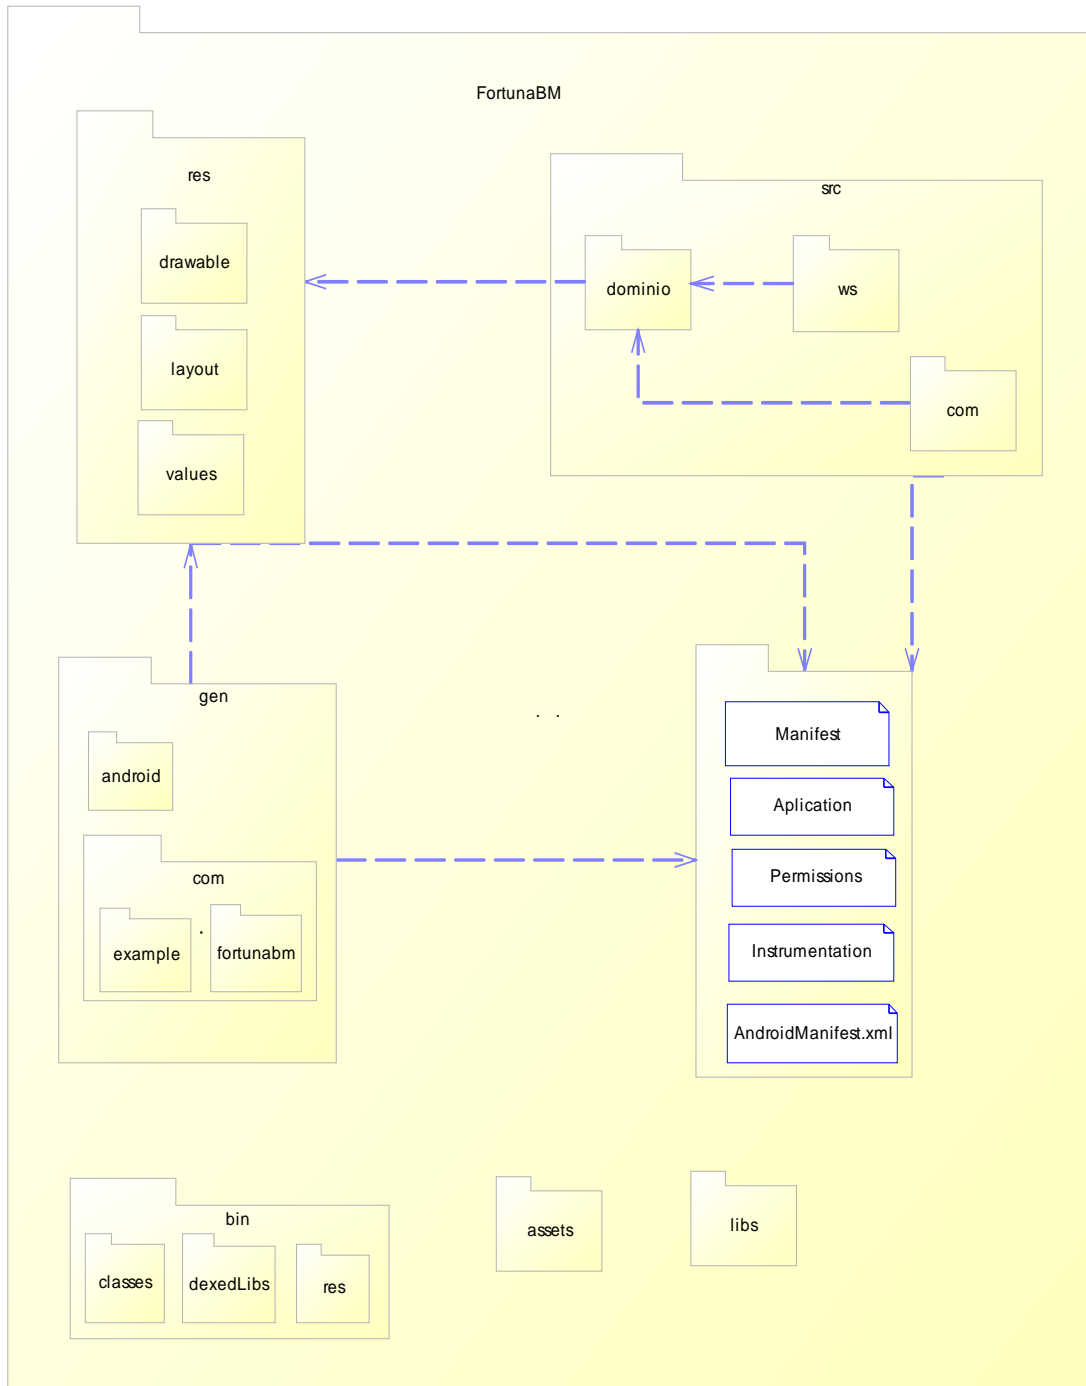 FortunaBM
res
drawable
layout
values
src
dominio
ws
com
gen
android
com
example
fortunabm
Manifest
Aplication
Permissions
Instrumentation
AndroidManifest.xml
bin
classes
dexedLibs
res
assets
libs